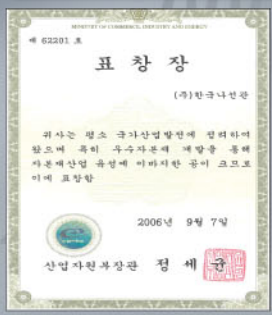 MINISTRY OF COMMERCE, INDUSTRY AND ENERGY
제 62201 호
표 창 장
(주)한국나선관
귀사는 평소 국가산업발전에 정려하여
왔으며 특히 우수자본재 개발을 통해
자본재산업 육성에 이바지한 공이 크므로
이에 표창함
2006년 9월 7일
산업자원부장관 정세균